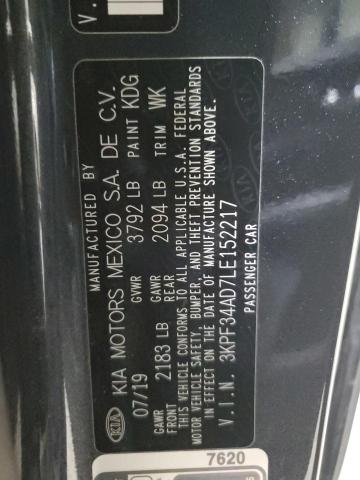 V.
MANUFACTURED BY
KIA KIA MOTORS MEXICO S.A. DE C.V.
07/19 GVWR 3792 LB PAINT KDG
GAWR FRONT 2183 LB GAWR REAR 2094 LB TRIM WK
THIS VEHICLE CONFORMS TO ALL APPLICABLE U.S.A. FEDERAL
MOTOR VEHICLE SAFETY, BUMPER, AND THEFT PREVENTION STANDARDS
IN EFFECT ON THE DATE OF MANUFACTURE SHOWN ABOVE.
V.I.N. 3KPF34AD7LE152217
PASSENGER CAR
7620